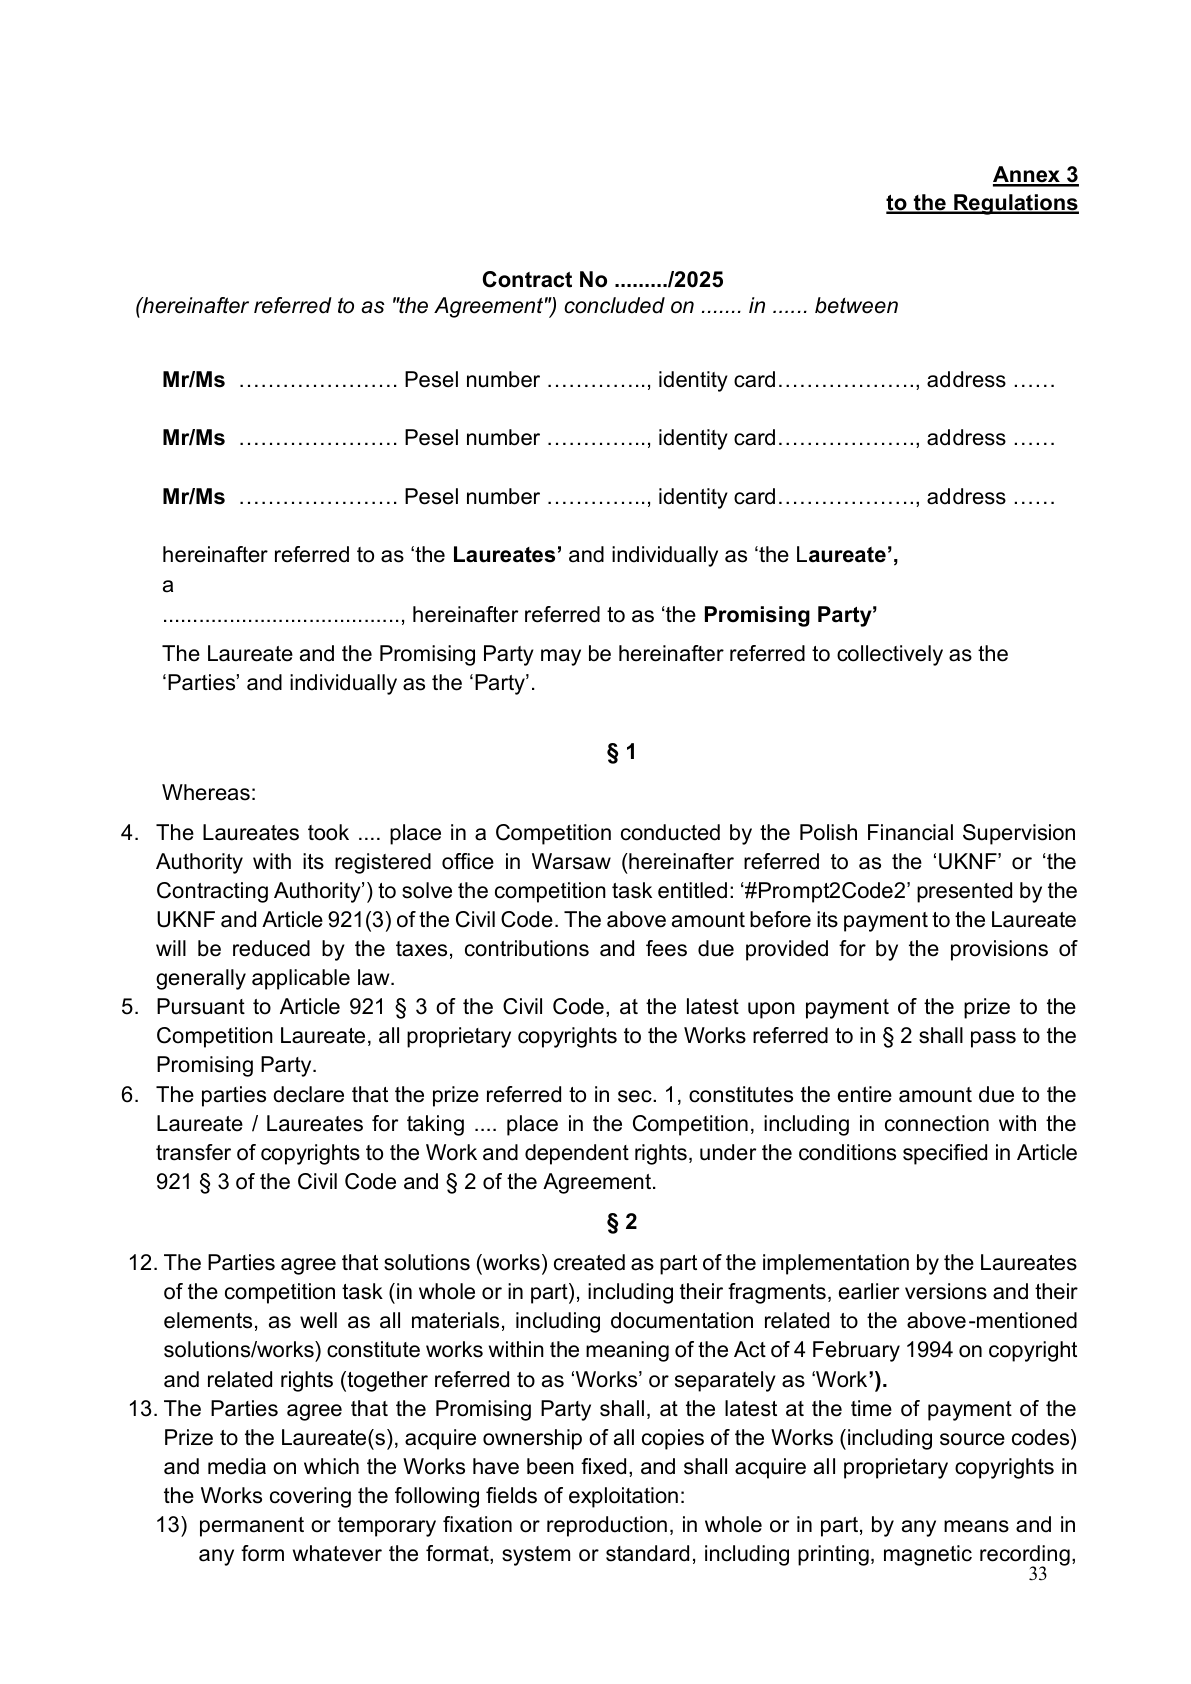 Annex 3
to the Regulations
Contract No ........./2025
(hereinafter referred to as "the Agreement") concluded on ....... in ...... between
Mr/Ms …………………. Pesel number ………….., identity card………………., address ……
Mr/Ms …………………. Pesel number ………….., identity card………………., address ……
Mr/Ms …………………. Pesel number ………….., identity card………………., address ……
hereinafter referred to as ‘the Laureates’ and individually as ‘the Laureate’,
a
......................................, hereinafter referred to as ‘the Promising Party’
The Laureate and the Promising Party may be hereinafter referred to collectively as the
‘Parties’ and individually as the ‘Party’.
§ 1
Whereas:
4. The Laureates took .... place in a Competition conducted by the Polish Financial Supervision
Authority with its registered office in Warsaw (hereinafter referred to as the ‘UKNF’ or ‘the
Contracting Authority’) to solve the competition task entitled: ‘#Prompt2Code2’ presented by the
UKNF and Article 921(3) of the Civil Code. The above amount before its payment to the Laureate
will be reduced by the taxes, contributions and fees due provided for by the provisions of
generally applicable law.
5. Pursuant to Article 921 § 3 of the Civil Code, at the latest upon payment of the prize to the
Competition Laureate, all proprietary copyrights to the Works referred to in § 2 shall pass to the
Promising Party.
6. The parties declare that the prize referred to in sec. 1, constitutes the entire amount due to the
Laureate / Laureates for taking .... place in the Competition, including in connection with the
transfer of copyrights to the Work and dependent rights, under the conditions specified in Article
921 § 3 of the Civil Code and § 2 of the Agreement.
§ 2
12. The Parties agree that solutions (works) created as part of the implementation by the Laureates
of the competition task (in whole or in part), including their fragments, earlier versions and their
elements, as well as all materials, including documentation related to the above-mentioned
solutions/works) constitute works within the meaning of the Act of 4 February 1994 on copyright
and related rights (together referred to as ‘Works’ or separately as ‘Work’).
13. The Parties agree that the Promising Party shall, at the latest at the time of payment of the
Prize to the Laureate(s), acquire ownership of all copies of the Works (including source codes)
and media on which the Works have been fixed, and shall acquire all proprietary copyrights in
the Works covering the following fields of exploitation:
13) permanent or temporary fixation or reproduction, in whole or in part, by any means and in
any form whatever the format, system or standard, including printing, magnetic recording,
33